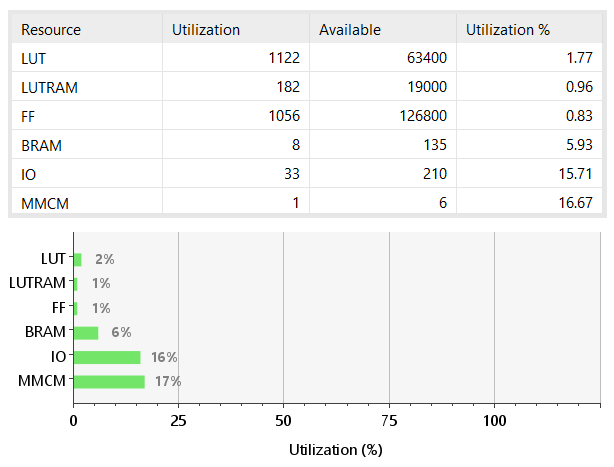 Resource Utilization Available Utilization %
LUT 1122 63400 1.77
LUTRAM 182 19000 0.96
FF 1056 126800 0.83
BRAM 8 135 5.93
IO 33 210 15.71
MMCM 1 6 16.67
LUT 2%
LUTRAM 1%
FF 1%
BRAM 6%
IO 16%
MMCM 17%
0 25 50 75 100
Utilization (%)